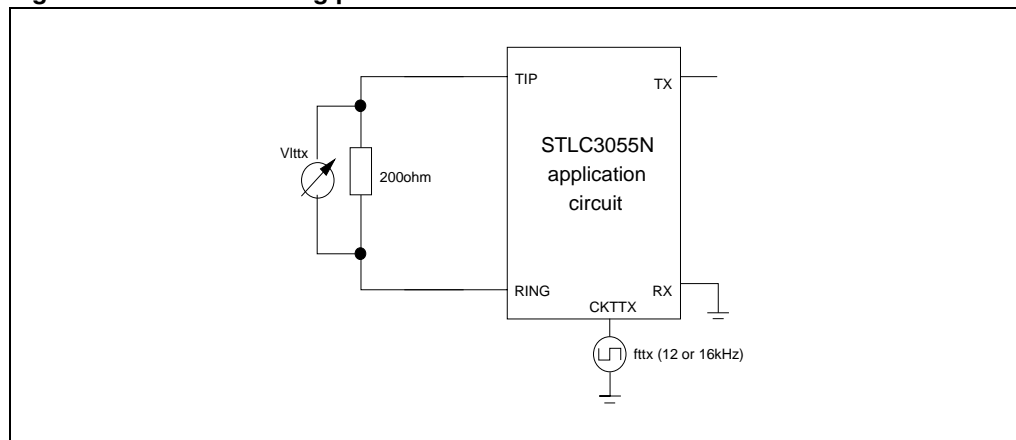 TIP
TX
Vlttx
STLC3055N
application
circuit
200ohm
RING
RX
CKTTX
fttx (12 or 16kHz)